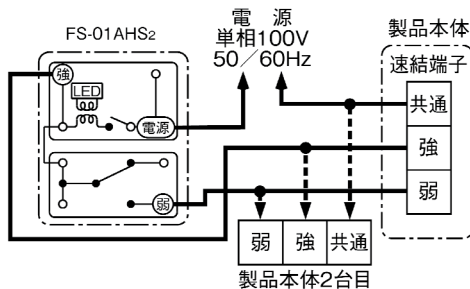 FS-01AHS2
強
LED
電源
弱
電源
単相100V
50/60Hz
製品本体
速結端子
共通
強
弱
弱 強 共通
製品本体2台目